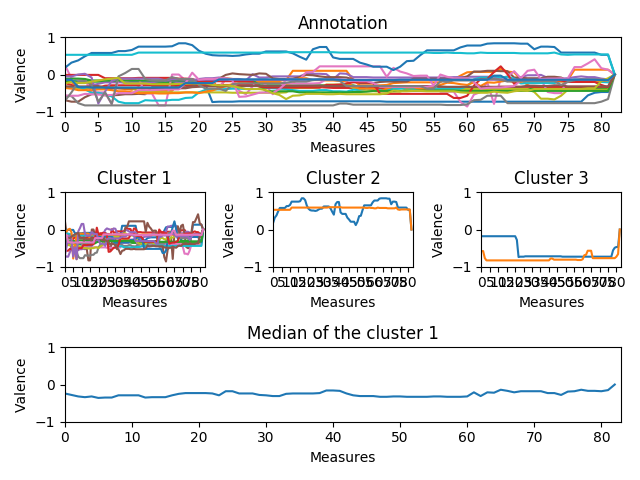 Annotation
Valence
1
0
−1
0 5 10 15 20 25 30 35 40 45 50 55 60 65 70 75 80
Measures
Cluster 1 Cluster 2 Cluster 3
Valence Valence Valence
1 1 1
0 0 0
−1 −1 −1
Measures Measures Measures
Median of the cluster 1
Valence
1
0
−1
0 10 20 30 40 50 60 70 80
Measures